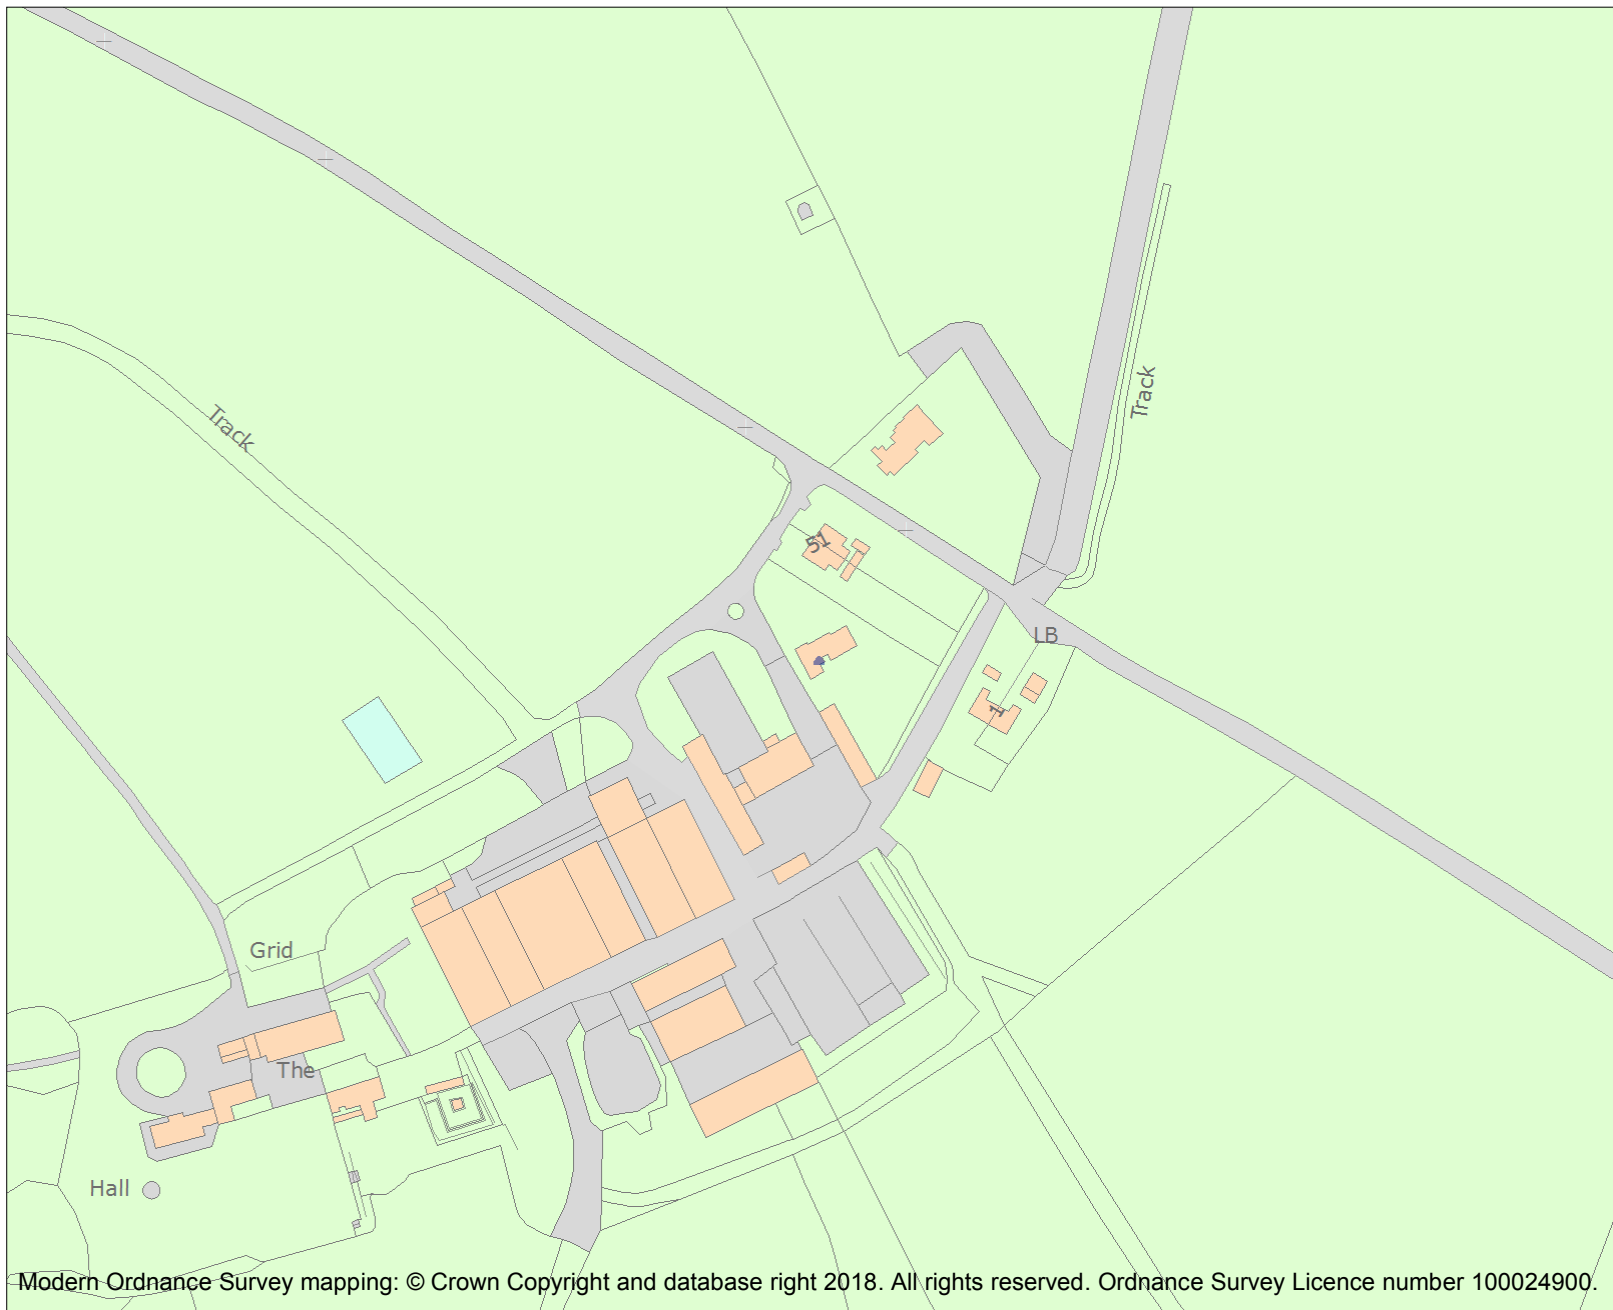 Track
Track
51
LB
1
Grid
The
Hall
Modern Ordnance Survey mapping: © Crown Copyright and database right 2018. All rights reserved. Ordnance Survey Licence number 100024900.